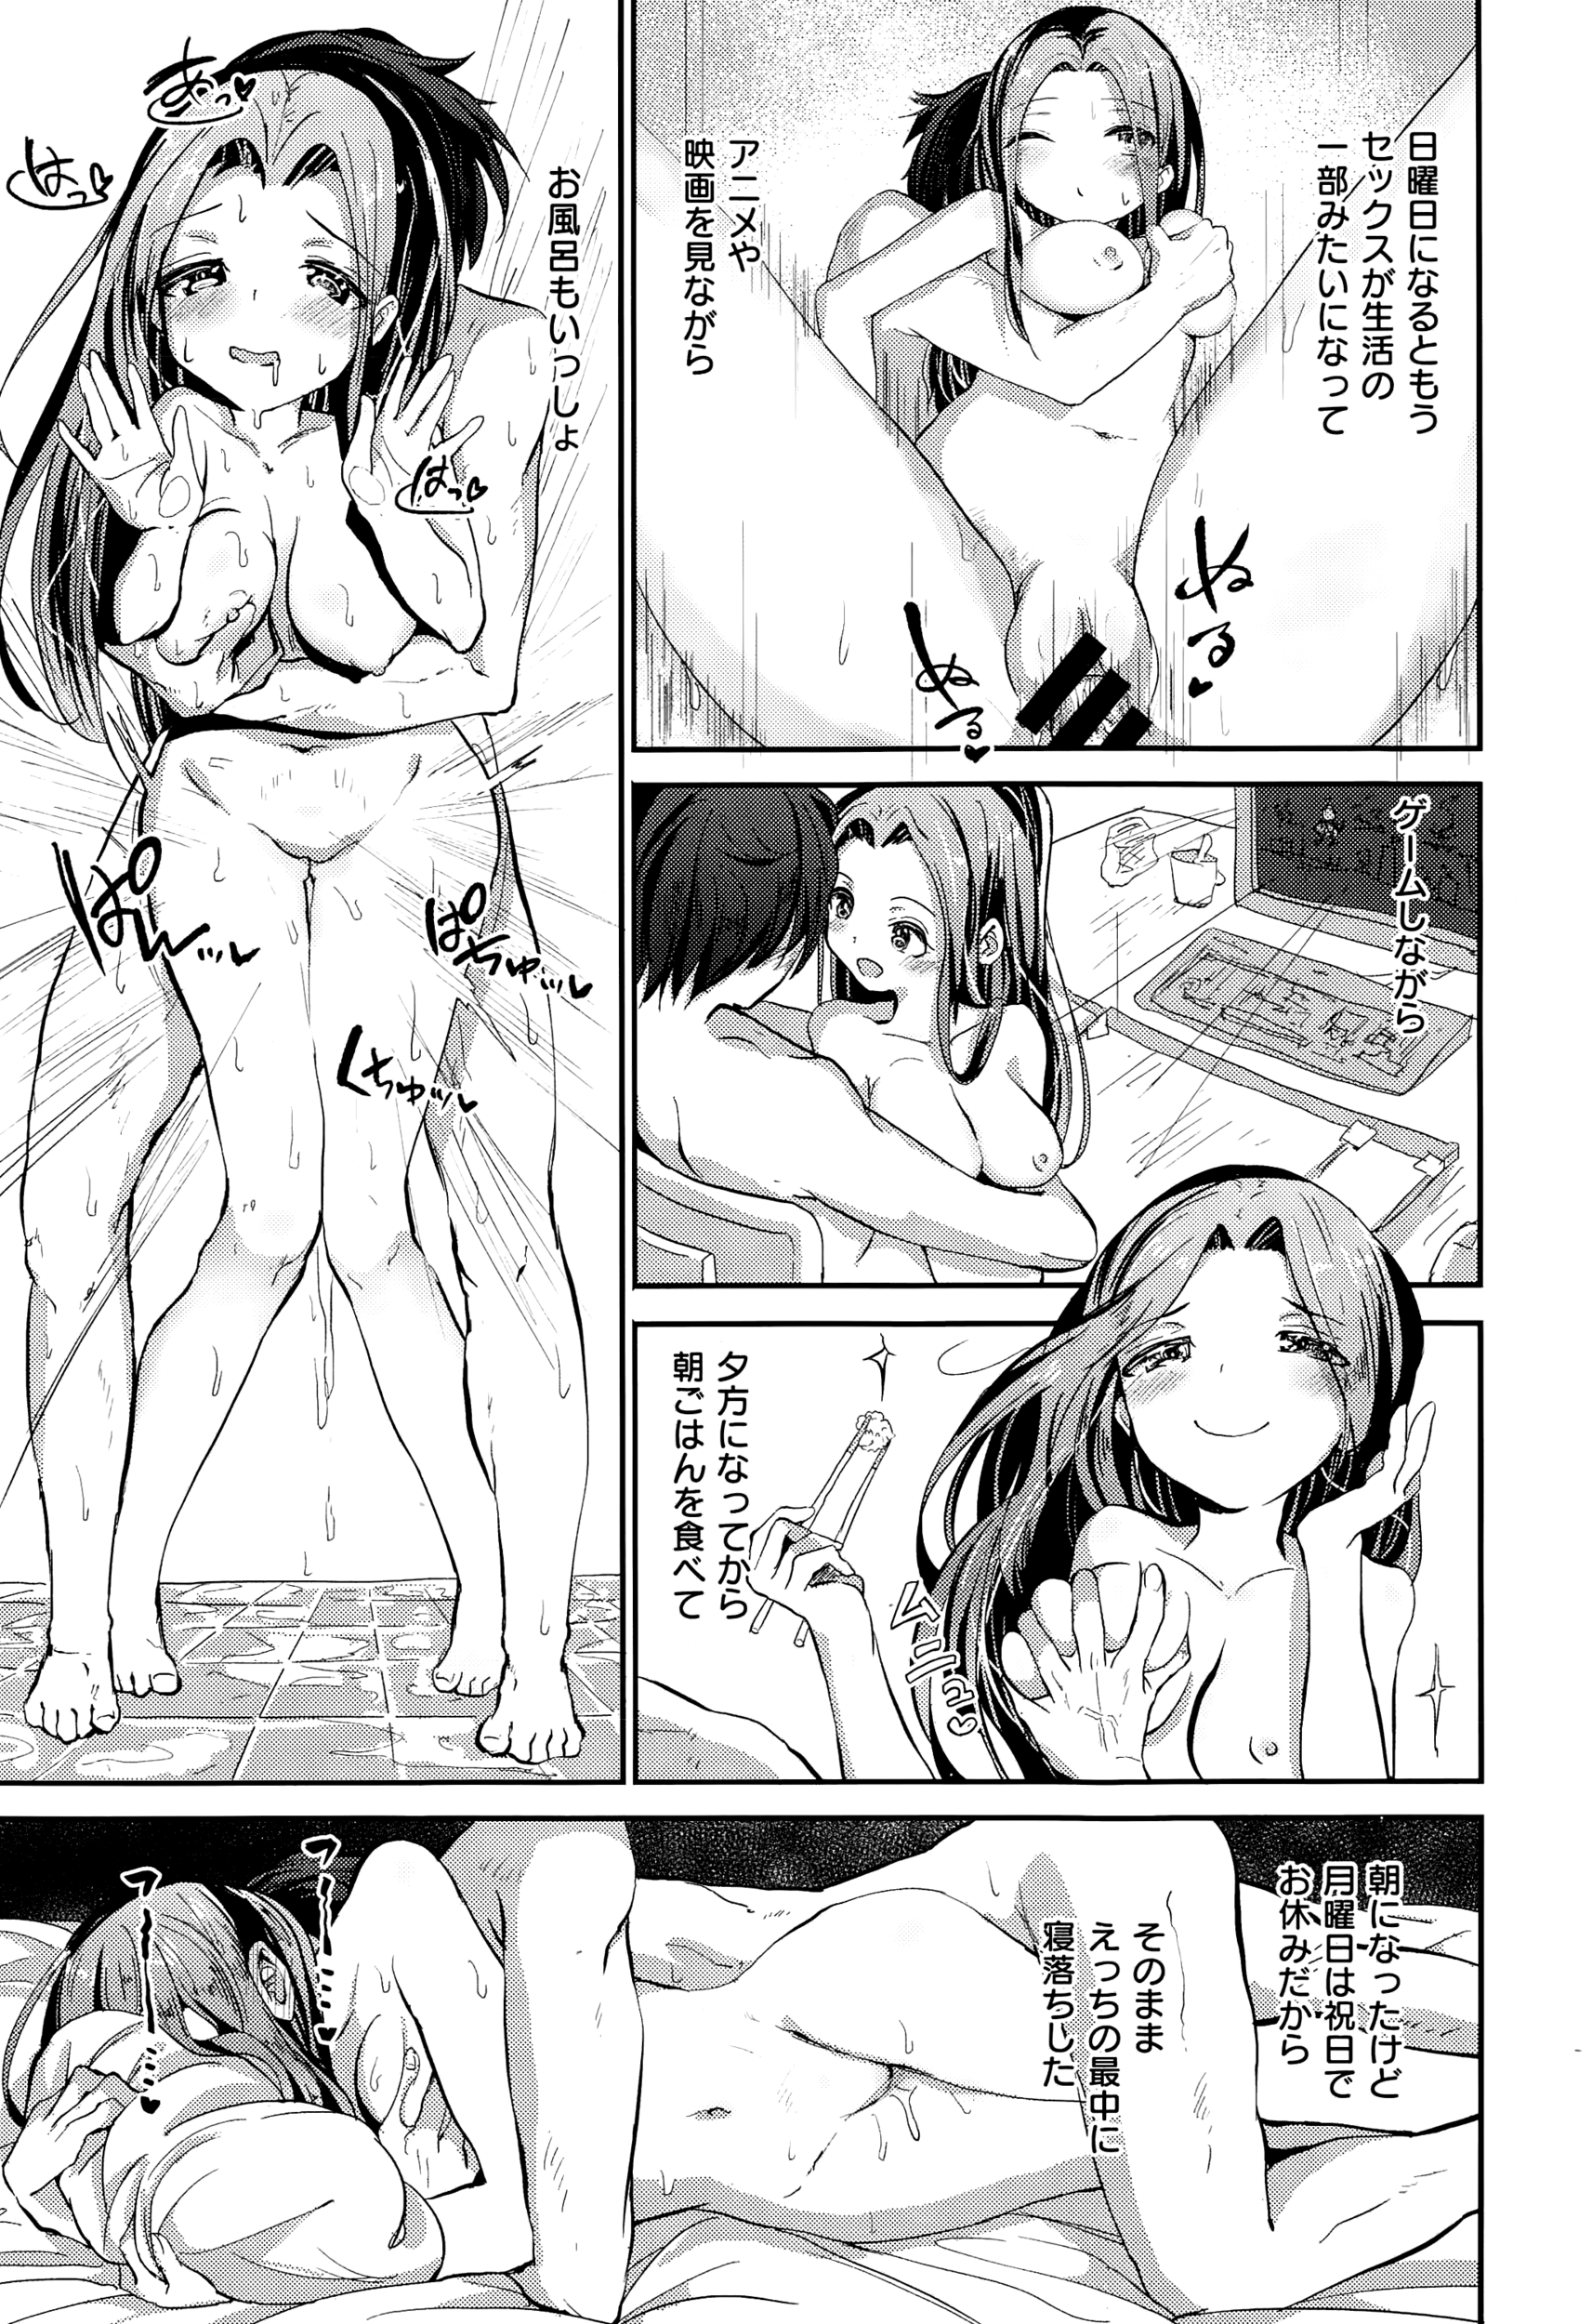 日曜日になるともう
セックスが生活の
一部みたいになって
アニメや
映画を見ながら
ぬる♥
ぬる♥
ゲームしながら
夕方になってから
朝ごはんを食べて
ムニュ♡
お風呂もいっしょ
あっ♥
はっ♥
はっ♥
ぱんッ♥
ぱちゅッ♥
くちゅッ♥
朝になったけど
月曜日は祝日で
お休みだから
そのまま
えっちの最中に
寝落ちした
フーー…♥
フーー…♥